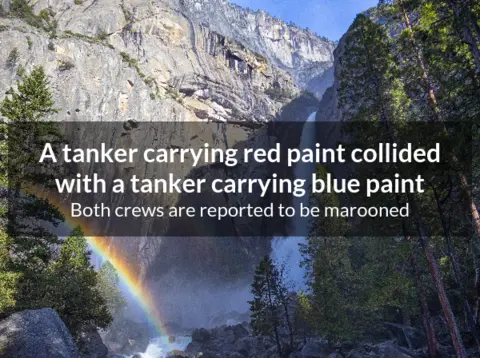 A tanker carrying red paint collided
with a tanker carrying blue paint
Both crews are reported to be marooned